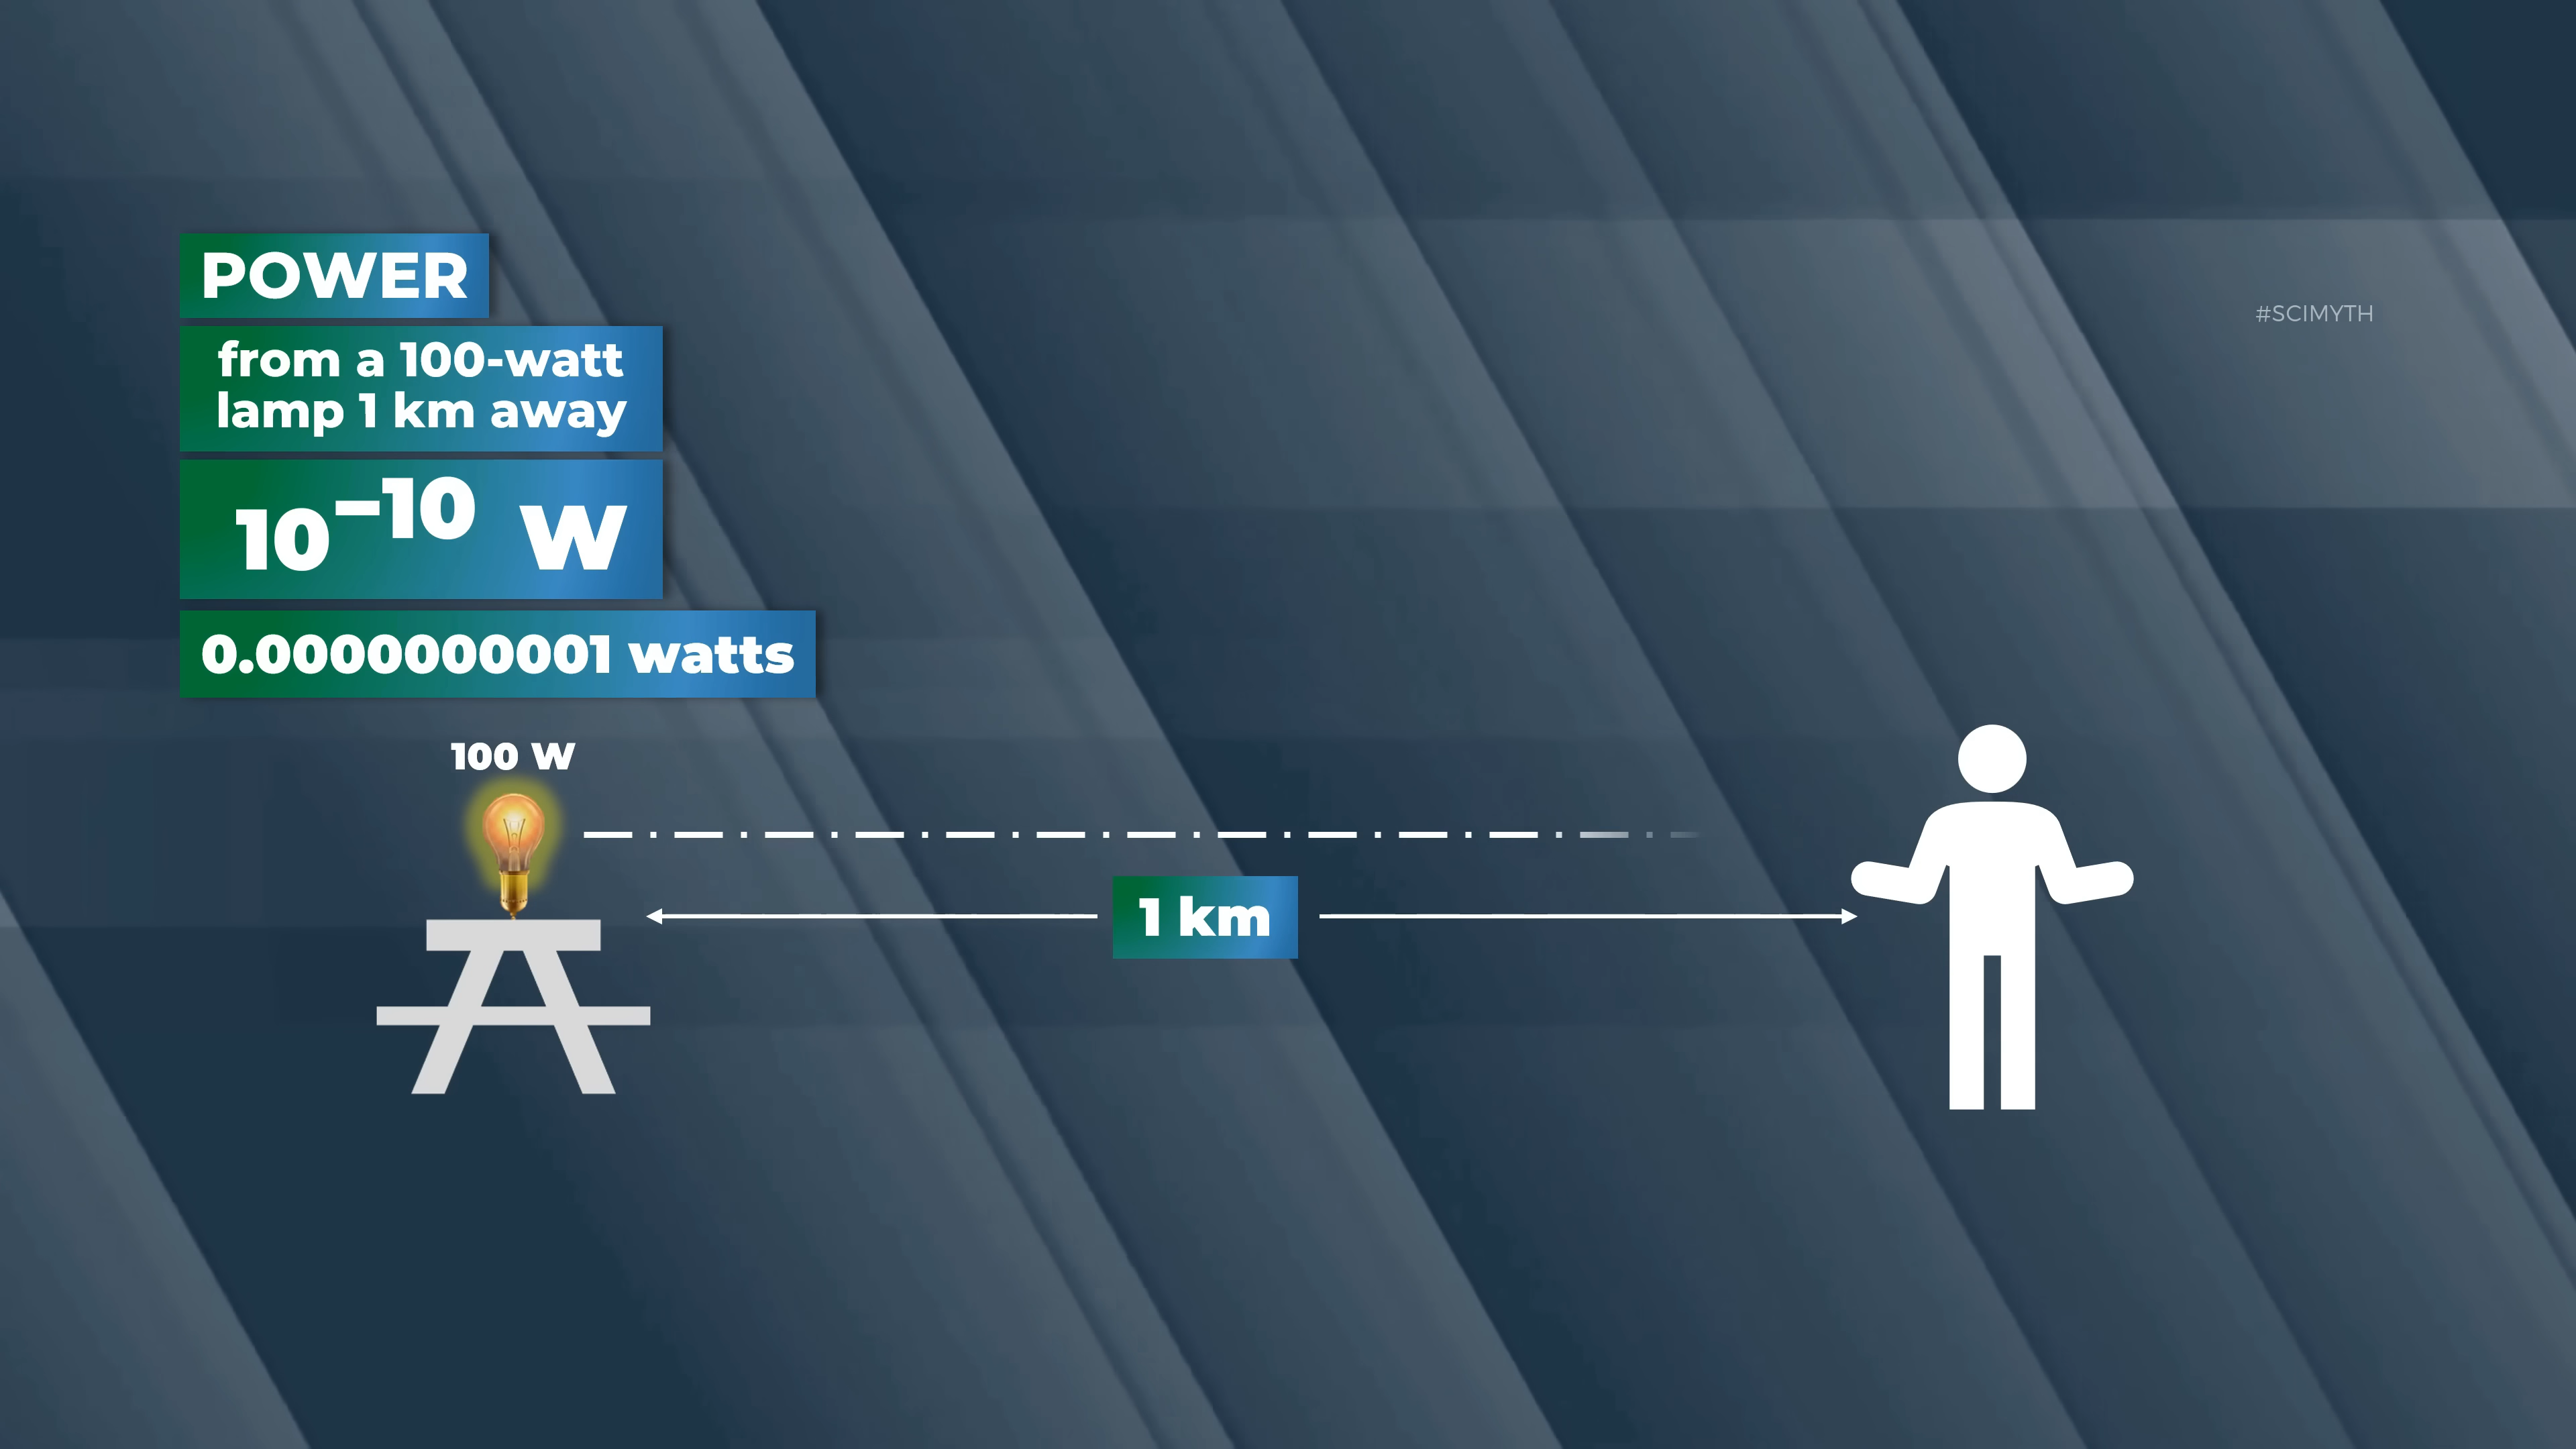 POWER
from a 100-watt
lamp 1 km away
10⁻¹⁰ W
0.0000000001 watts
#SCIMYTH
100 W
1 km